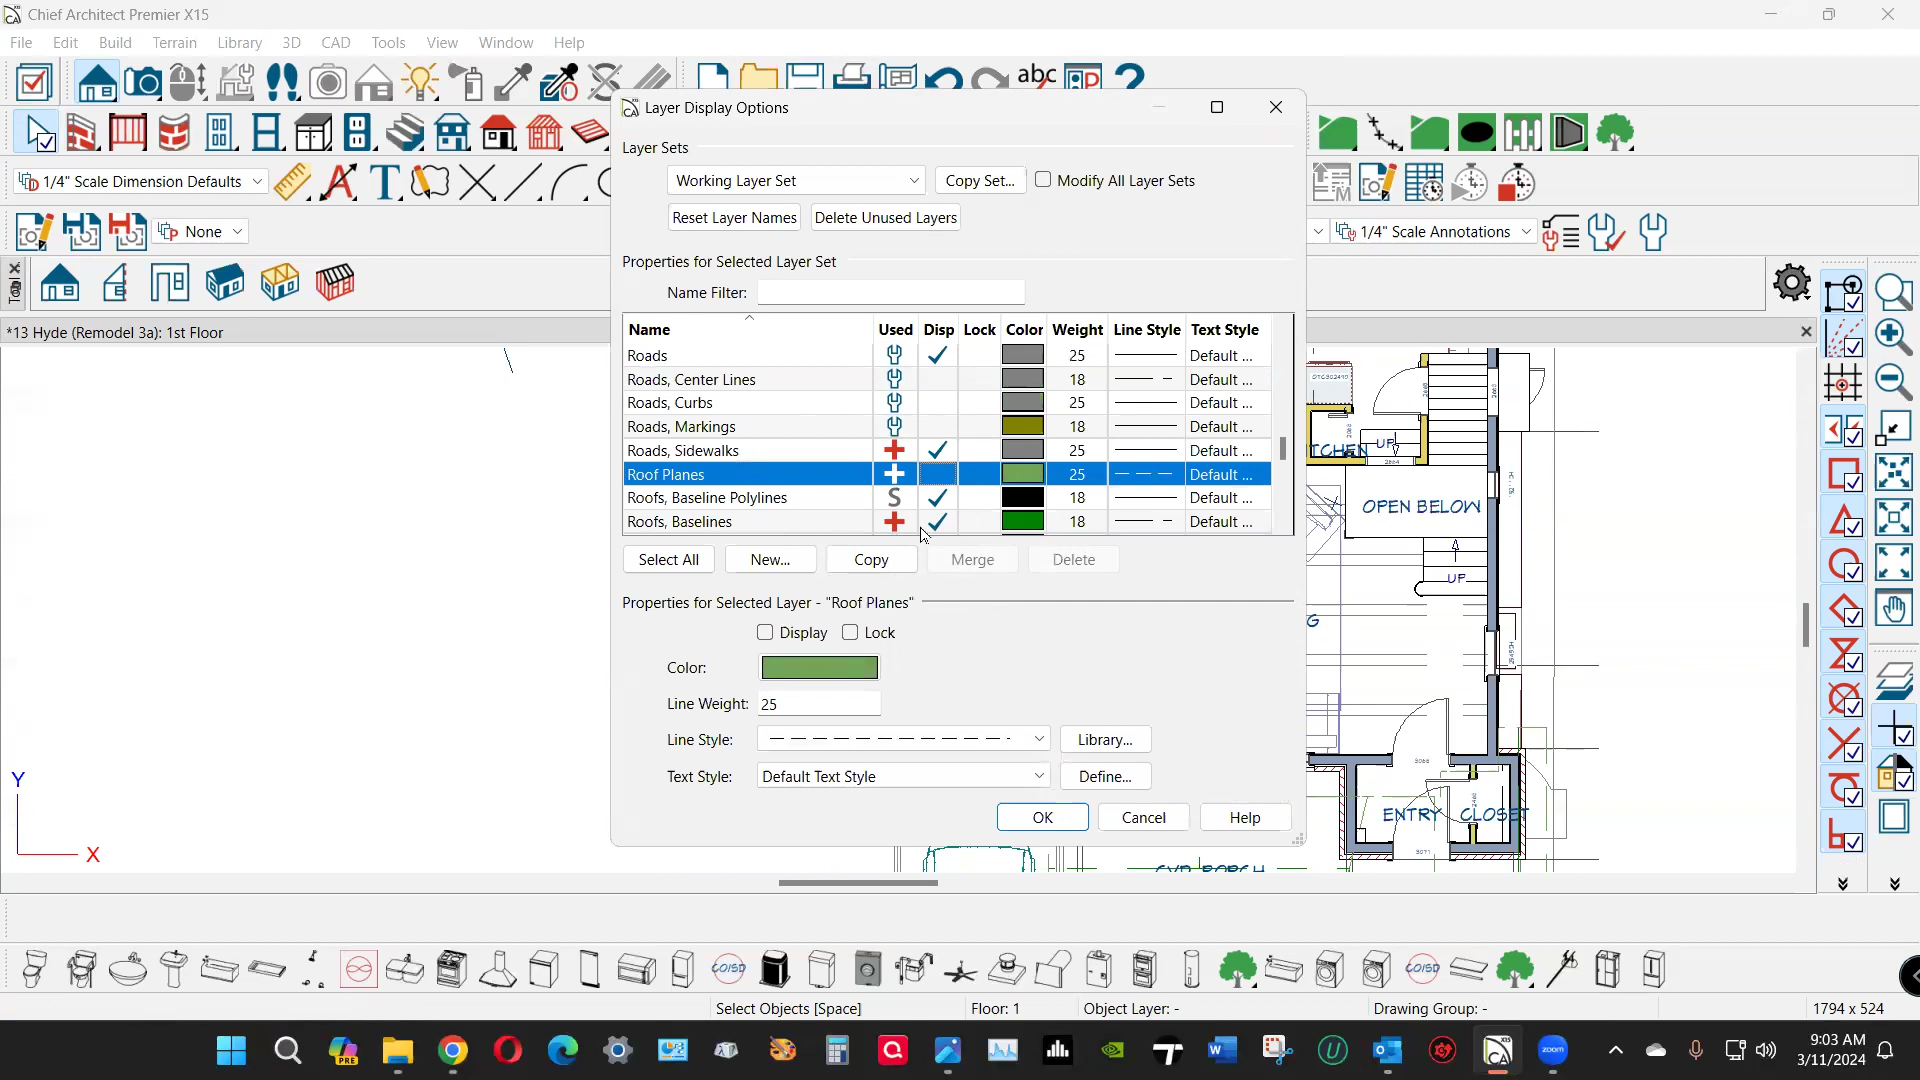 Chief Architect Premier X15
File Edit Build Terrain Library 3D CAD Tools View Window Help
abc
Layer Display Options
Layer Sets
Working Layer Set Copy Set... Modify All Layer Sets
Reset Layer Names Delete Unused Layers
1/4" Scale Dimension Defaults
None
1/4" Scale Annotations
Properties for Selected Layer Set
Name Filter:
*13 Hyde (Remodel 3a): 1st Floor
Name Used Disp Lock Color Weight Line Style Text Style
Roads 25 Default ...
Roads, Center Lines 18 Default ...
Roads, Curbs 25 Default ...
Roads, Markings 18 Default ...
Roads, Sidewalks 25 Default ...
Roof Planes 25 Default ...
Roofs, Baseline Polylines S 18 Default ...
Roofs, Baselines 18 Default ...
Select All New... Copy Merge Delete
Properties for Selected Layer - "Roof Planes"
Display Lock
Color:
Line Weight: 25
Line Style: Library...
Text Style: Default Text Style Define...
OK Cancel Help
UP
OPEN BELOW
UP
ENTRY CLOSET
Y
X
CO/SD
CO/SD
Select Objects [Space] Floor: 1 Object Layer: - Drawing Group: - 1794 x 524
PRE
zoom
9:03 AM
3/11/2024